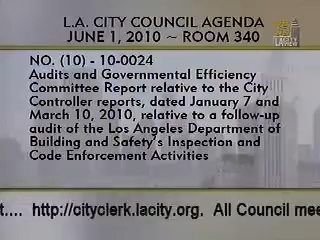 L.A. CITY COUNCIL AGENDA
JUNE 1, 2010 ~ ROOM 340
LACITY
NO. (10) - 10-0024
Audits and Governmental Efficiency
Committee Report relative to the City
Controller reports, dated January 7 and
March 10, 2010, relative to a follow-up
audit of the Los Angeles Department of
Building and Safety's Inspection and
Code Enforcement Activities
t.... http://cityclerk.lacity.org. All Council mee